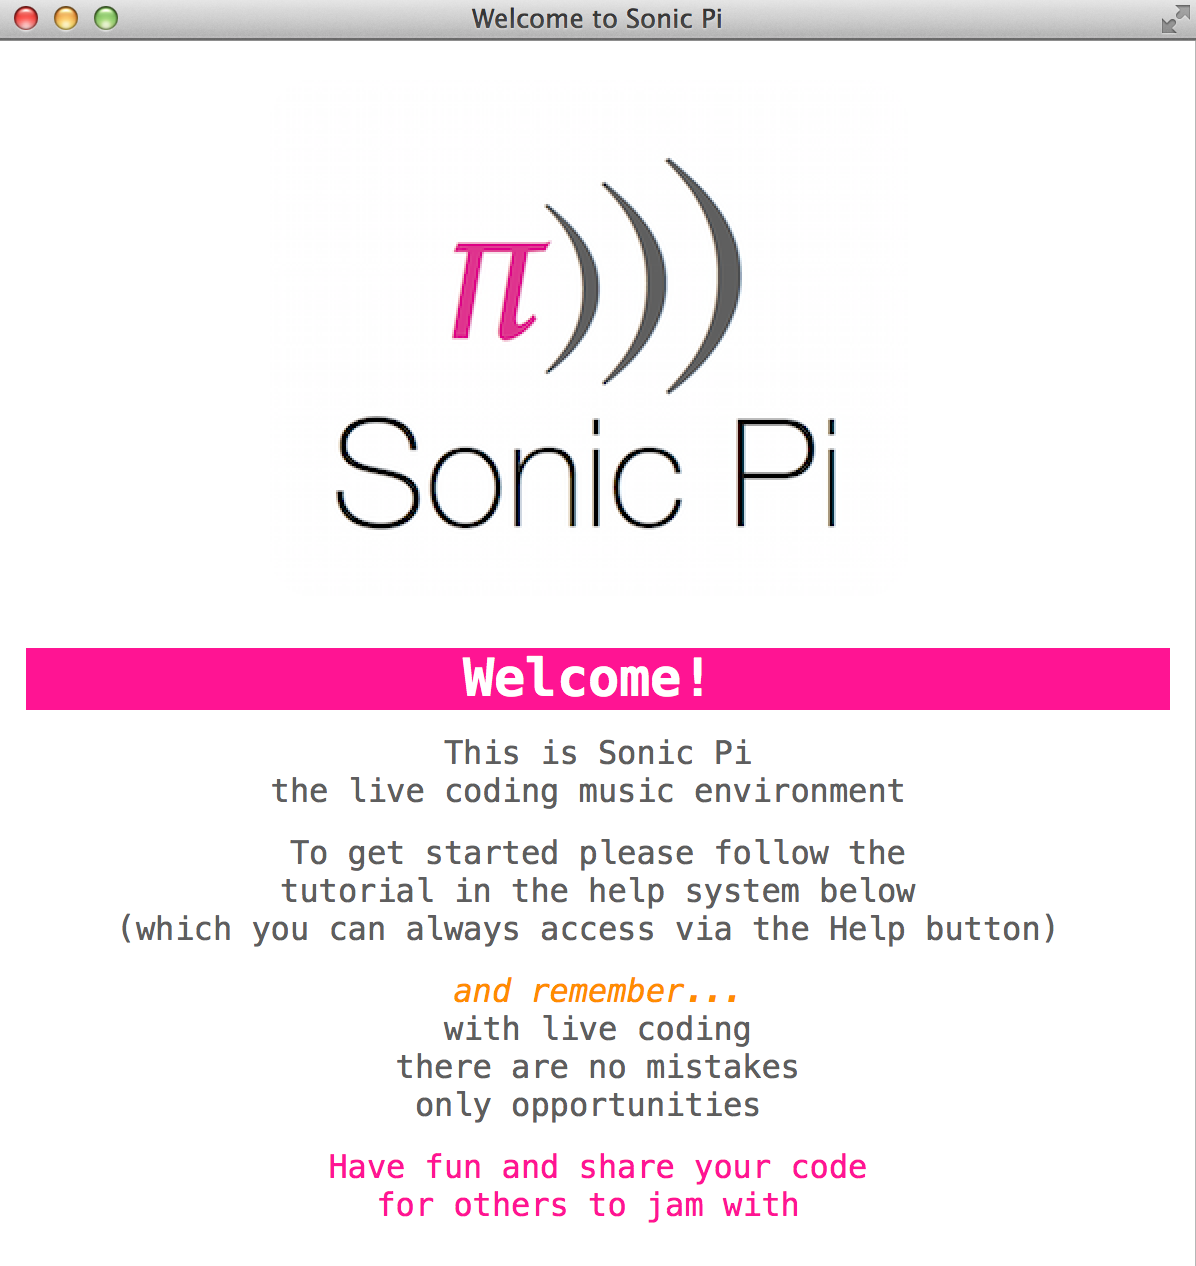 Welcome to Sonic Pi
π
Sonic Pi
Welcome!
This is Sonic Pi
the live coding music environment
To get started please follow the
tutorial in the help system below
(which you can always access via the Help button)
and remember...
with live coding
there are no mistakes
only opportunities
Have fun and share your code
for others to jam with